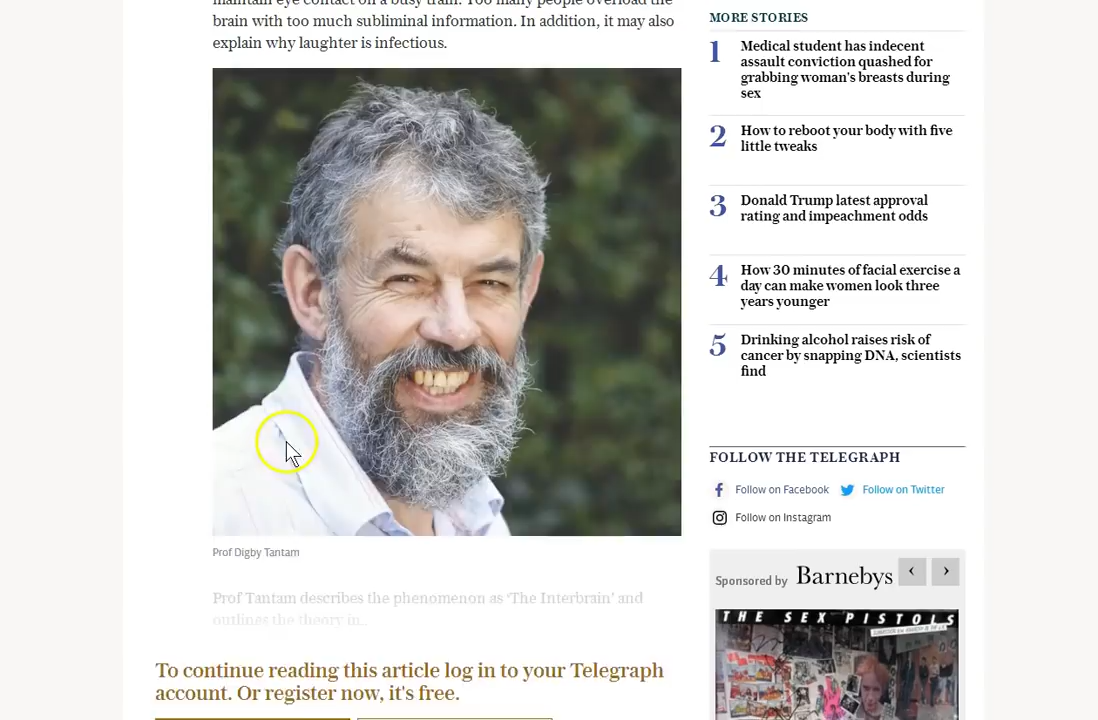 maintain eye contact on a busy train. Too many people overload the
brain with too much subliminal information. In addition, it may also
explain why laughter is infectious.
Prof Digby Tantam
Prof Tantam describes the phenomenon as ‘The Interbrain’ and
outlines the theory in...
To continue reading this article log in to your Telegraph
account. Or register now, it's free.
MORE STORIES
1 Medical student has indecent
assault conviction quashed for
grabbing woman's breasts during
sex
2 How to reboot your body with five
little tweaks
3 Donald Trump latest approval
rating and impeachment odds
4 How 30 minutes of facial exercise a
day can make women look three
years younger
5 Drinking alcohol raises risk of
cancer by snapping DNA, scientists
find
FOLLOW THE TELEGRAPH
Follow on Facebook Follow on Twitter
Follow on Instagram
Sponsored by Barnebys
THE SEX PISTOLS